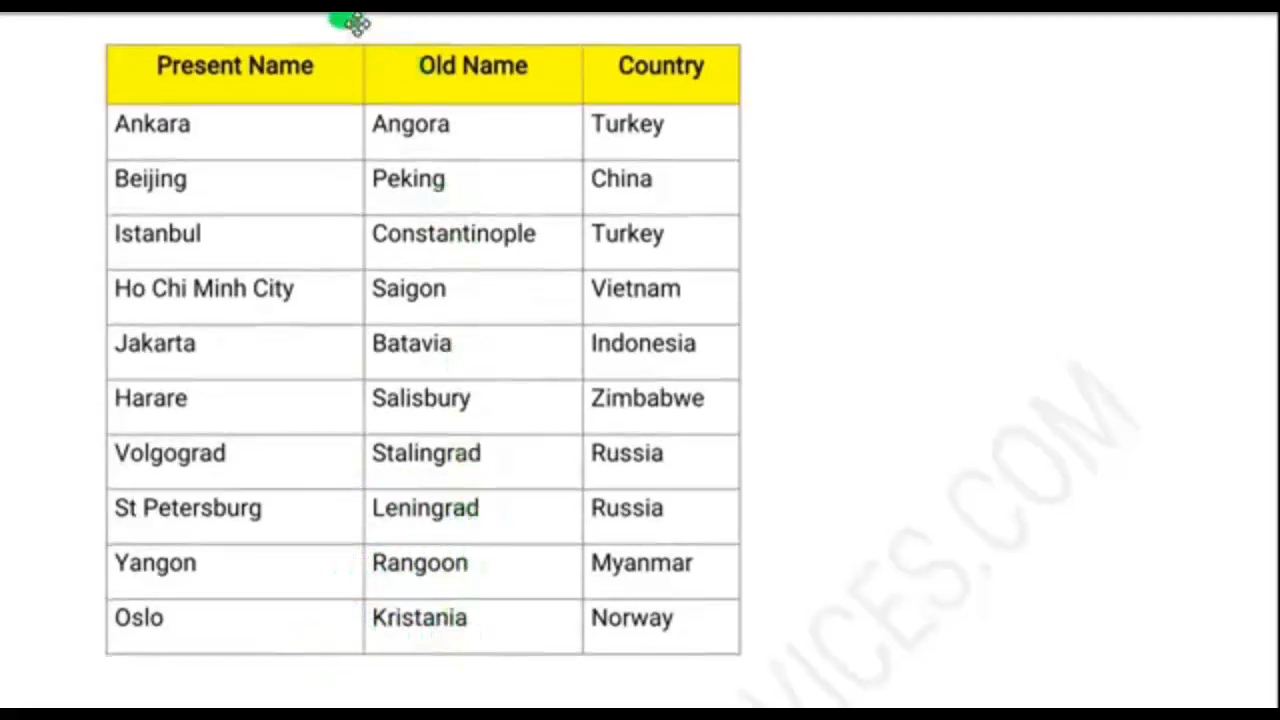 Present Name Old Name Country
Ankara Angora Turkey
Beijing Peking China
Istanbul Constantinople Turkey
Ho Chi Minh City Saigon Vietnam
Jakarta Batavia Indonesia
Harare Salisbury Zimbabwe
Volgograd Stalingrad Russia
St Petersburg Leningrad Russia
Yangon Rangoon Myanmar
Oslo Kristania Norway
VICES.COM